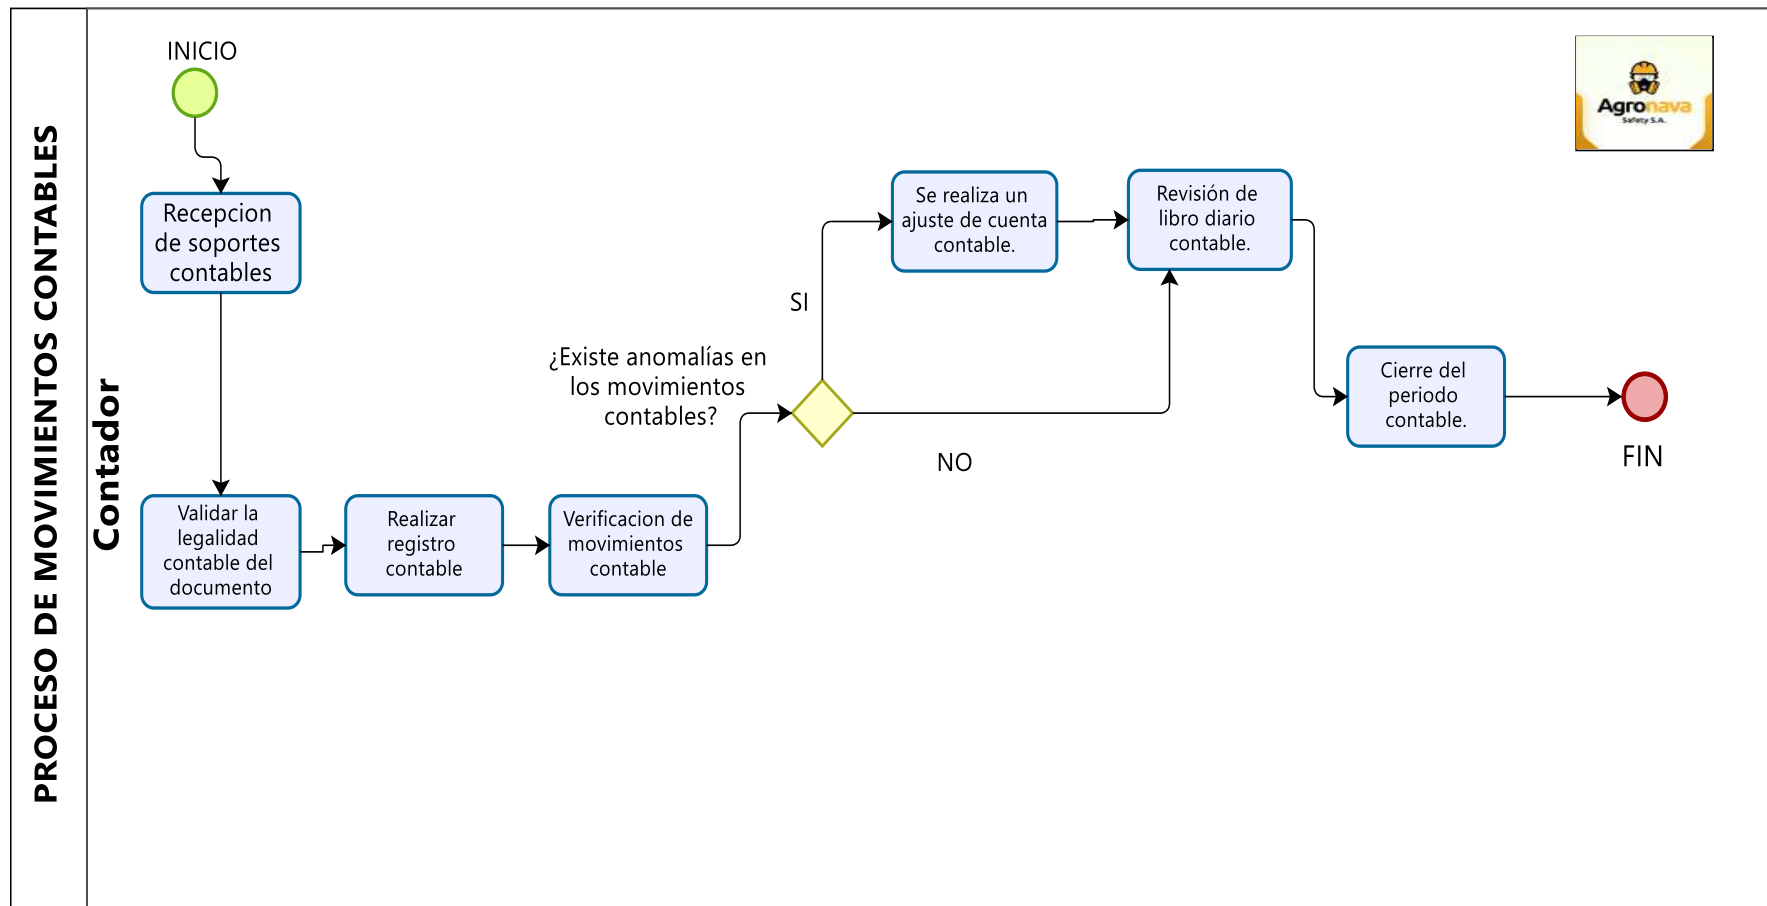 PROCESO DE MOVIMIENTOS CONTABLES
Contador
INICIO
Recepcion
de soportes
contables
Validar la
legalidad
contable del
documento
Realizar
registro
contable
Verificacion de
movimientos
contable
¿Existe anomalías en
los movimientos
contables?
SI
NO
Se realiza un
ajuste de cuenta
contable.
Revisión de
libro diario
contable.
Cierre del
periodo
contable.
FIN
Agronava
Safety S.A.